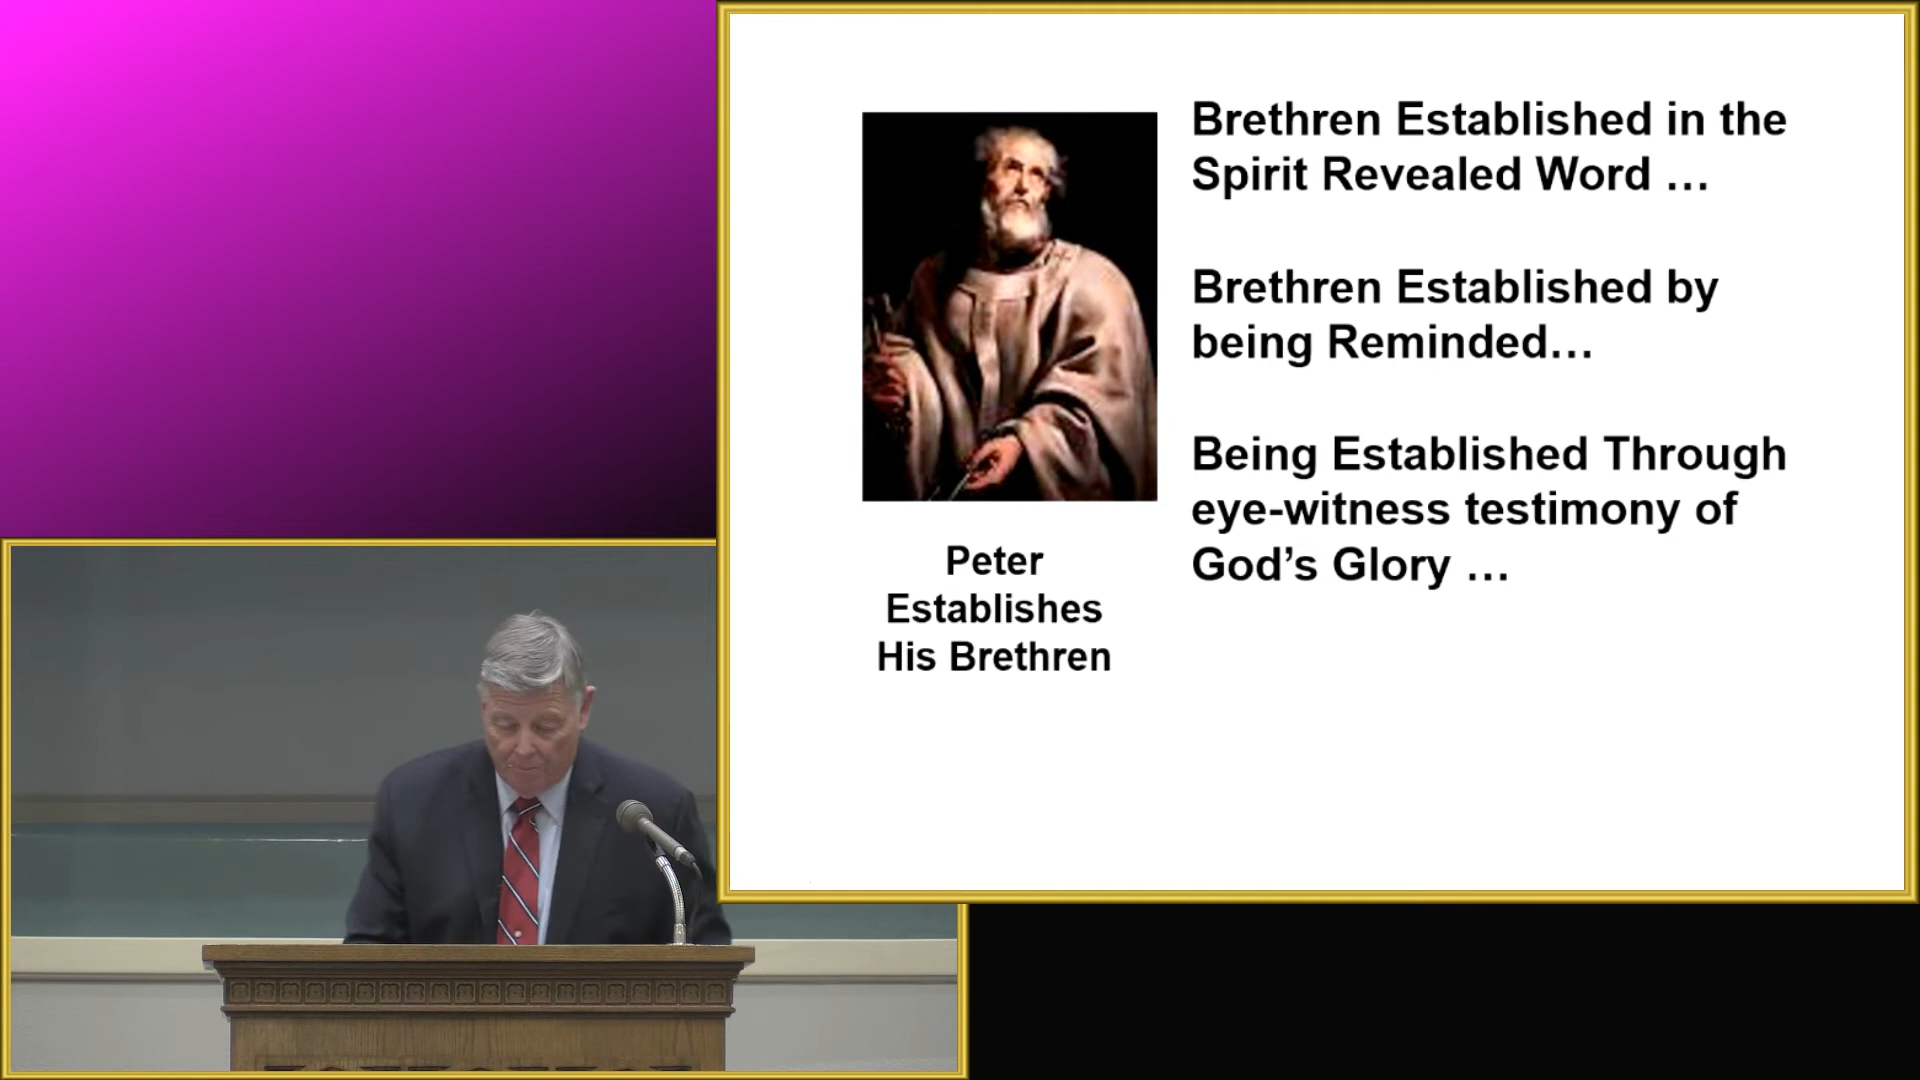 Brethren Established in the
Spirit Revealed Word …
Brethren Established by
being Reminded…
Being Established Through
eye-witness testimony of
God’s Glory …
Peter
Establishes
His Brethren